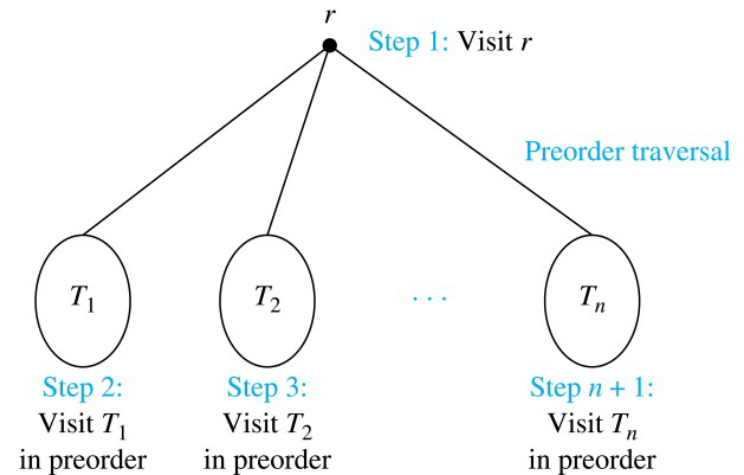 r
Step 1: Visit r
Preorder traversal
T₁
T₂
. . .
Tₙ
Step 2:
Visit T₁
in preorder
Step 3:
Visit T₂
in preorder
Step n + 1:
Visit Tₙ
in preorder